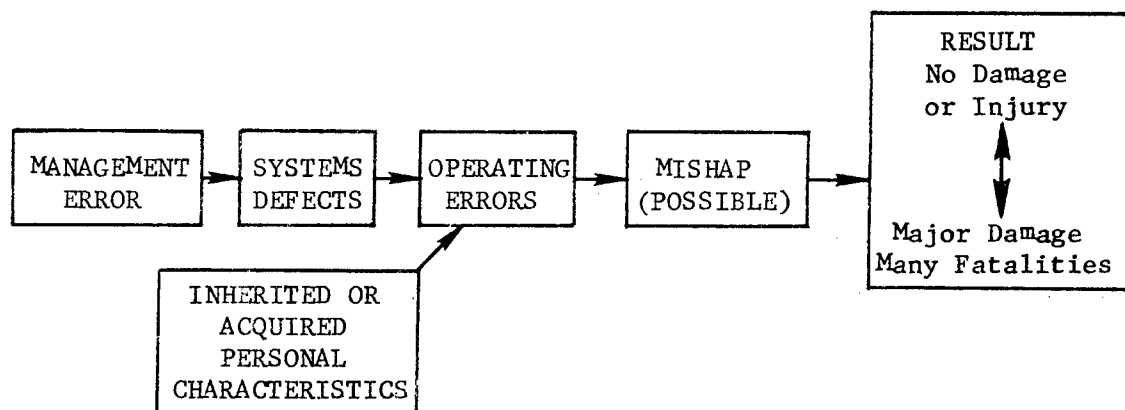 MANAGEMENT
ERROR
SYSTEMS
DEFECTS
OPERATING
ERRORS
INHERITED OR
ACQUIRED
PERSONAL
CHARACTERISTICS
MISHAP
(POSSIBLE)
RESULT
No Damage
or Injury
Major Damage
Many Fatalities